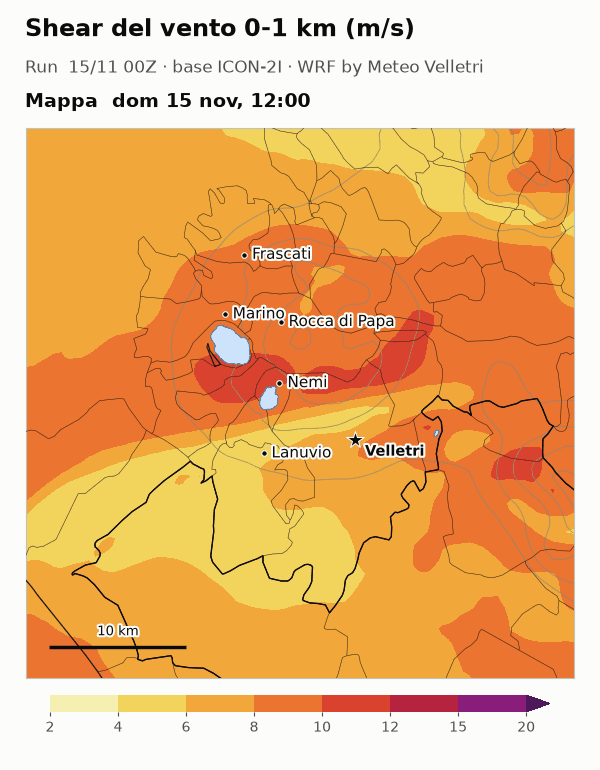 Shear del vento 0-1 km (m/s)
Run  15/11 00Z · base ICON-2I · WRF by Meteo Velletri
Mappa  dom 15 nov, 12:00
Frascati
Marino
Rocca di Papa
Nemi
Velletri
Lanuvio
10 km
2 4 6 8 10 12 15 20